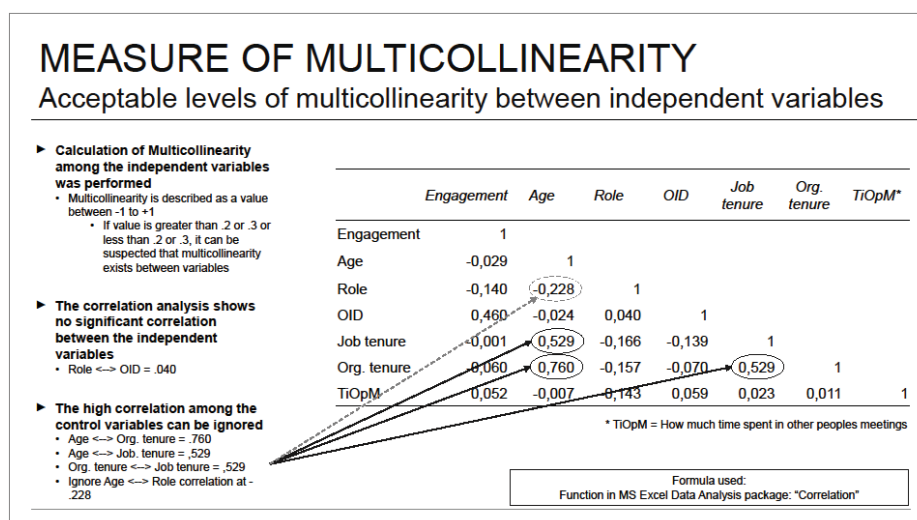 MEASURE OF MULTICOLLINEARITY
Acceptable levels of multicollinearity between independent variables
► Calculation of Multicollinearity
among the independent variables
was performed
• Multicollinearity is described as a value
between -1 to +1
• If value is greater than .2 or .3 or
less than .2 or .3, it can be
suspected that multicollinearity
exists between variables
► The correlation analysis shows
no significant correlation
between the independent
variables
• Role <--> OID = .040
► The high correlation among the
control variables can be ignored
• Age <--> Org. tenure = .760
• Age <--> Job. tenure = ,529
• Org. tenure <--> Job tenure = ,529
• Ignore Age <--> Role correlation at -
.228
Engagement Age Role OID Job tenure Org. tenure TiOpM*
Engagement 1
Age -0,029 1
Role -0,140 -0,228 1
OID 0,460 -0,024 0,040 1
Job tenure -0,001 0,529 -0,166 -0,139 1
Org. tenure -0,060 0,760 -0,157 -0,070 0,529 1
TiOpM 0,052 -0,007 -0,143 0,059 0,023 0,011 1
* TiOpM = How much time spent in other peoples meetings
Formula used:
Function in MS Excel Data Analysis package: "Correlation"